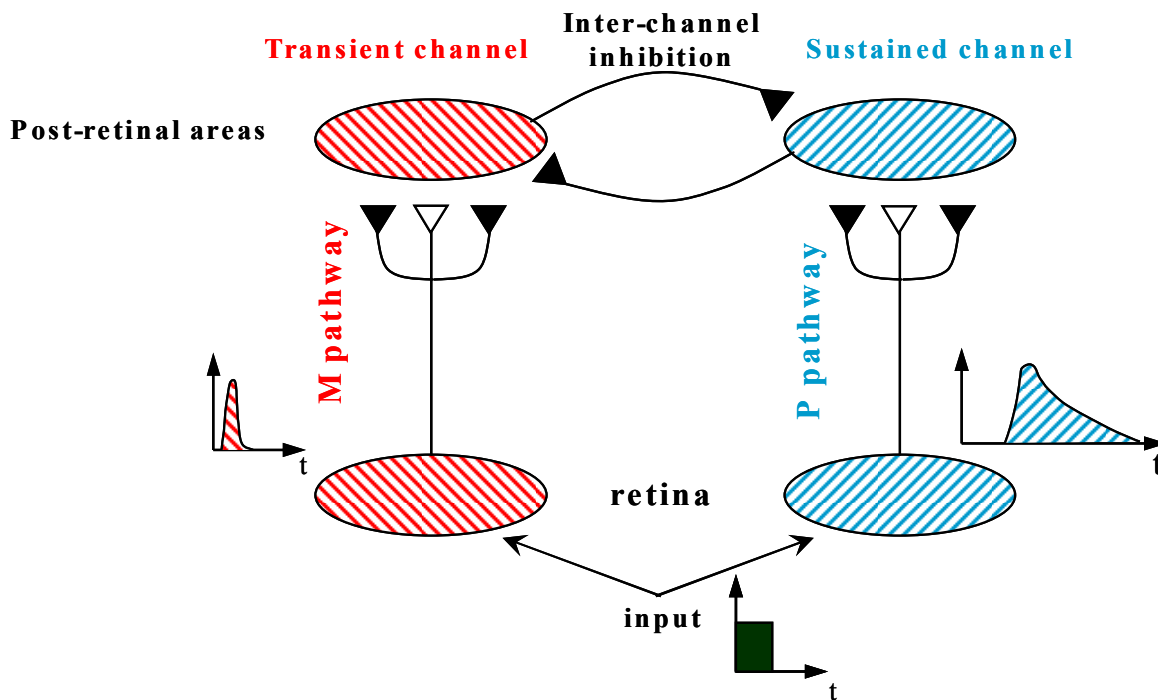 Inter-channel
inhibition
Transient channel
Sustained channel
Post-retinal areas
M pathway
P pathway
t
t
retina
input
t